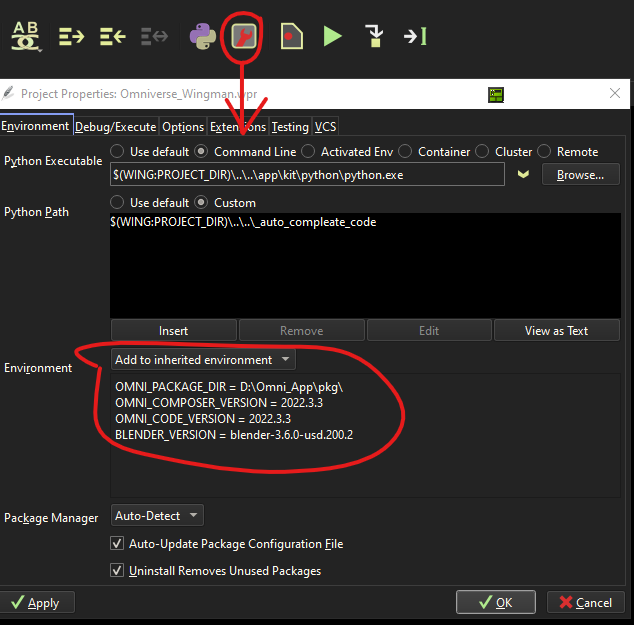 AB
Project Properties: Omniverse_Wingman.wpr
Environment Debug/Execute Options Extensions Testing VCS
Python Executable Use default Command Line Activated Env Container Cluster Remote
$(WING:PROJECT_DIR)\..\..\app\kit\python\python.exe Browse...
Python Path Use default Custom
$(WING:PROJECT_DIR)\..\..\_auto_compleate_code
Insert Remove Edit View as Text
Environment Add to inherited environment
OMNI_PACKAGE_DIR = D:\Omni_App\pkg\
OMNI_COMPOSER_VERSION = 2022.3.3
OMNI_CODE_VERSION = 2022.3.3
BLENDER_VERSION = blender-3.6.0-usd.200.2
Package Manager Auto-Detect
Auto-Update Package Configuration File
Uninstall Removes Unused Packages
Apply OK Cancel